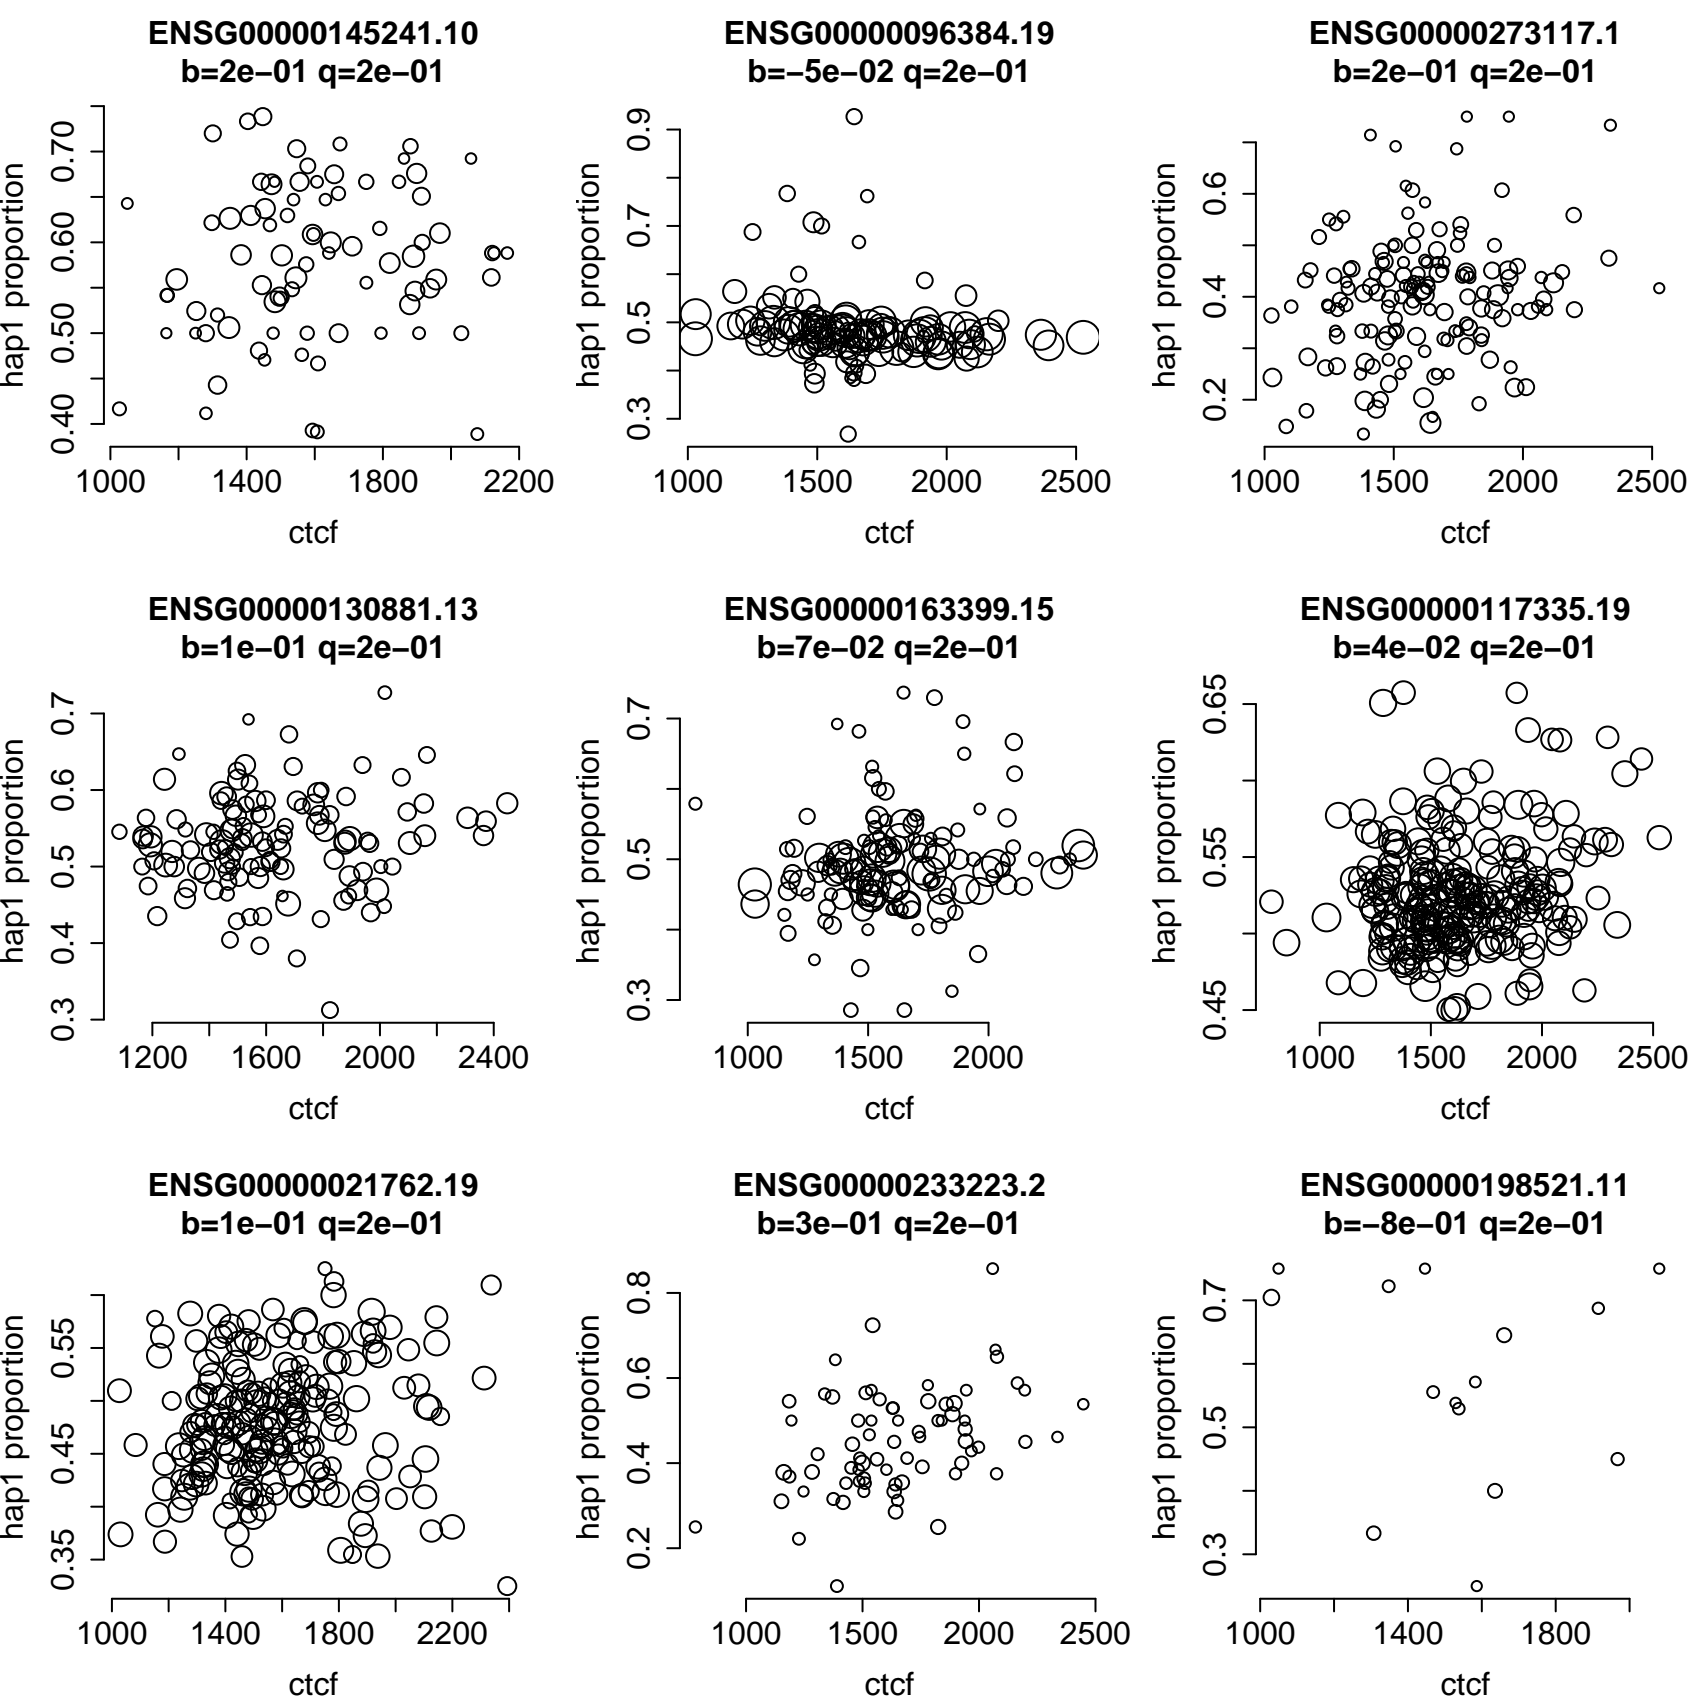 ENSG00000145241.10
b=2e−01 q=2e−01
hap1 proportion
0.40 0.50 0.60 0.70
1000 1400 1800 2200
ctcf
ENSG00000096384.19
b=−5e−02 q=2e−01
hap1 proportion
0.3 0.5 0.7 0.9
1000 1500 2000 2500
ctcf
ENSG00000273117.1
b=2e−01 q=2e−01
hap1 proportion
0.2 0.4 0.6
1000 1500 2000 2500
ctcf
ENSG00000130881.13
b=1e−01 q=2e−01
hap1 proportion
0.3 0.4 0.5 0.6 0.7
1200 1600 2000 2400
ctcf
ENSG00000163399.15
b=7e−02 q=2e−01
hap1 proportion
0.3 0.5 0.7
1000 1500 2000
ctcf
ENSG00000117335.19
b=4e−02 q=2e−01
hap1 proportion
0.45 0.55 0.65
1000 1500 2000 2500
ctcf
ENSG00000021762.19
b=1e−01 q=2e−01
hap1 proportion
0.35 0.45 0.55
1000 1400 1800 2200
ctcf
ENSG00000233223.2
b=3e−01 q=2e−01
hap1 proportion
0.2 0.4 0.6 0.8
1000 1500 2000 2500
ctcf
ENSG00000198521.11
b=−8e−01 q=2e−01
hap1 proportion
0.3 0.5 0.7
1000 1400 1800
ctcf